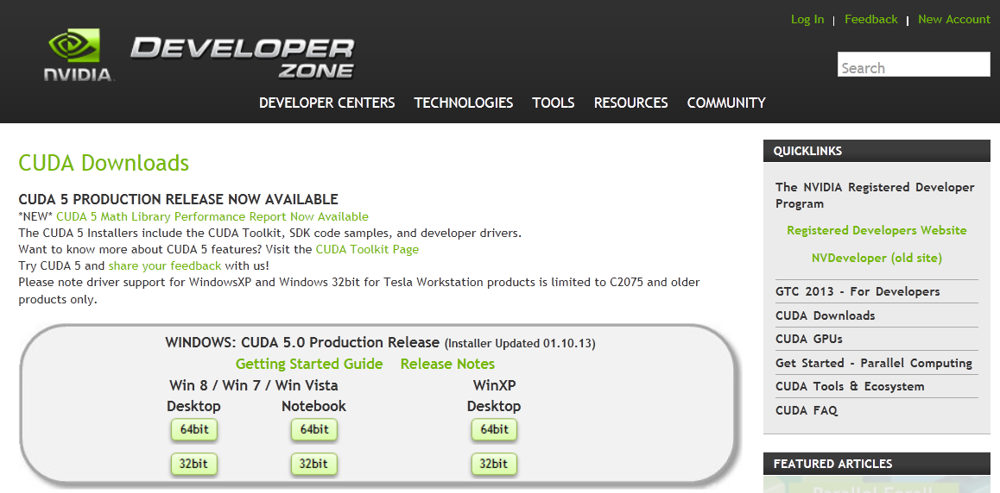 Log In | Feedback | New Account
NVIDIA.
DEVELOPER
ZONE
Search
DEVELOPER CENTERS TECHNOLOGIES TOOLS RESOURCES COMMUNITY
CUDA Downloads
CUDA 5 PRODUCTION RELEASE NOW AVAILABLE
*NEW* CUDA 5 Math Library Performance Report Now Available
The CUDA 5 Installers include the CUDA Toolkit, SDK code samples, and developer drivers.
Want to know more about CUDA 5 features? Visit the CUDA Toolkit Page
Try CUDA 5 and share your feedback with us!
Please note driver support for WindowsXP and Windows 32bit for Tesla Workstation products is limited to C2075 and older
products only.
WINDOWS: CUDA 5.0 Production Release (Installer Updated 01.10.13)
Getting Started Guide Release Notes
Win 8 / Win 7 / Win Vista WinXP
Desktop Notebook Desktop
64bit 64bit 64bit
32bit 32bit 32bit
QUICKLINKS
The NVIDIA Registered Developer
Program
Registered Developers Website
NVDeveloper (old site)
GTC 2013 - For Developers
CUDA Downloads
CUDA GPUs
Get Started - Parallel Computing
CUDA Tools & Ecosystem
CUDA FAQ
FEATURED ARTICLES